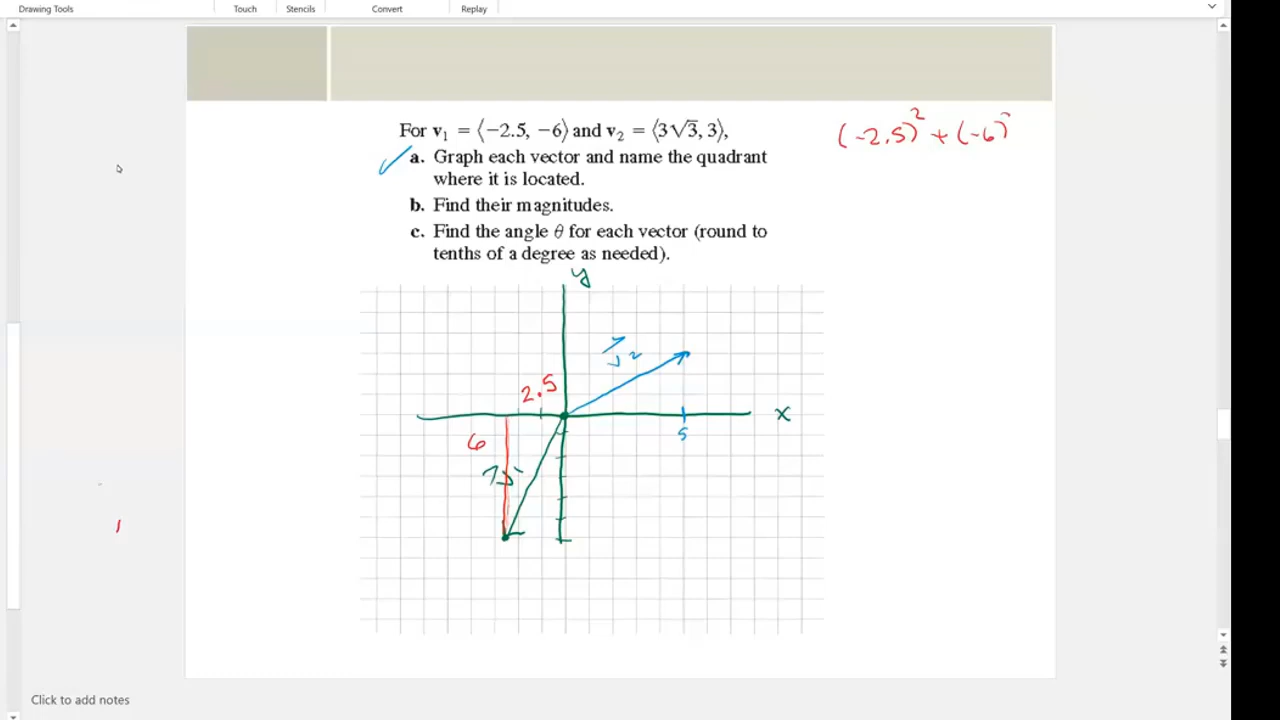 Drawing Tools Touch Stencils Convert Replay
For v₁ = ⟨−2.5, −6⟩ and v₂ = ⟨3√3, 3⟩,
(-2.5)² + (-6)
a. Graph each vector and name the quadrant
where it is located.
b. Find their magnitudes.
c. Find the angle θ for each vector (round to
tenths of a degree as needed).
y
v 2
2.5
x
5
6
Click to add notes